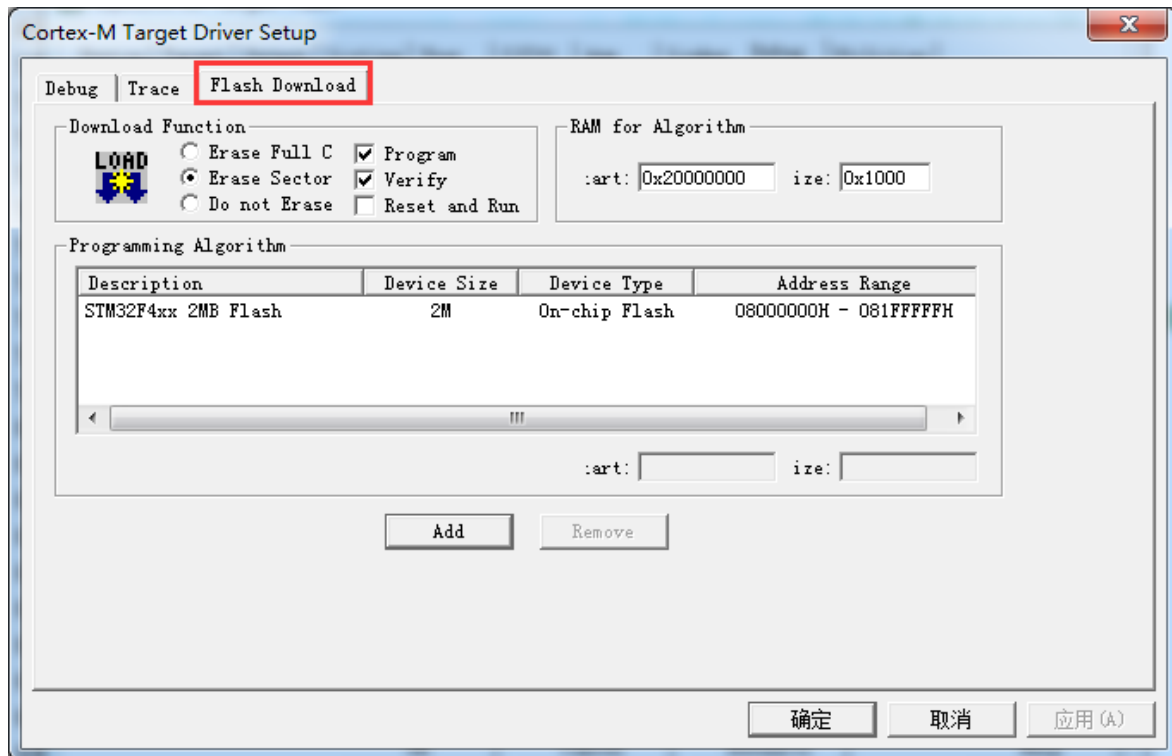 Cortex-M Target Driver Setup
Debug Trace Flash Download
Download Function
LOAD
Erase Full C Program
Erase Sector Verify
Do not Erase Reset and Run
RAM for Algorithm
:art: 0x20000000 ize: 0x1000
Programming Algorithm
Description Device Size Device Type Address Range
STM32F4xx 2MB Flash 2M On-chip Flash 08000000H - 081FFFFFH
:art: ize:
Add Remove
确定 取消 应用(A)